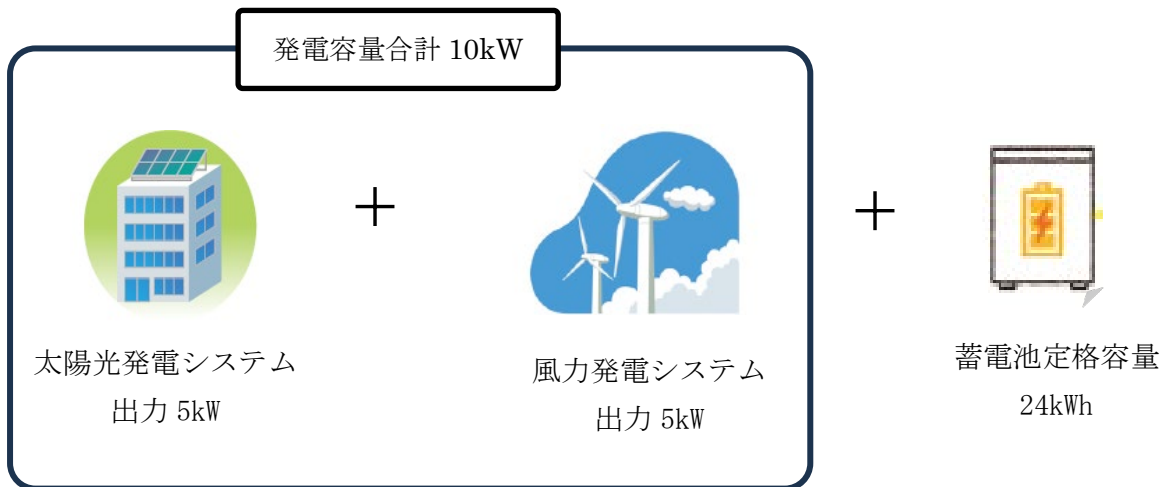 発電容量合計 10kW
太陽光発電システム
出力 5kW
風力発電システム
出力 5kW
蓄電池定格容量
24kWh